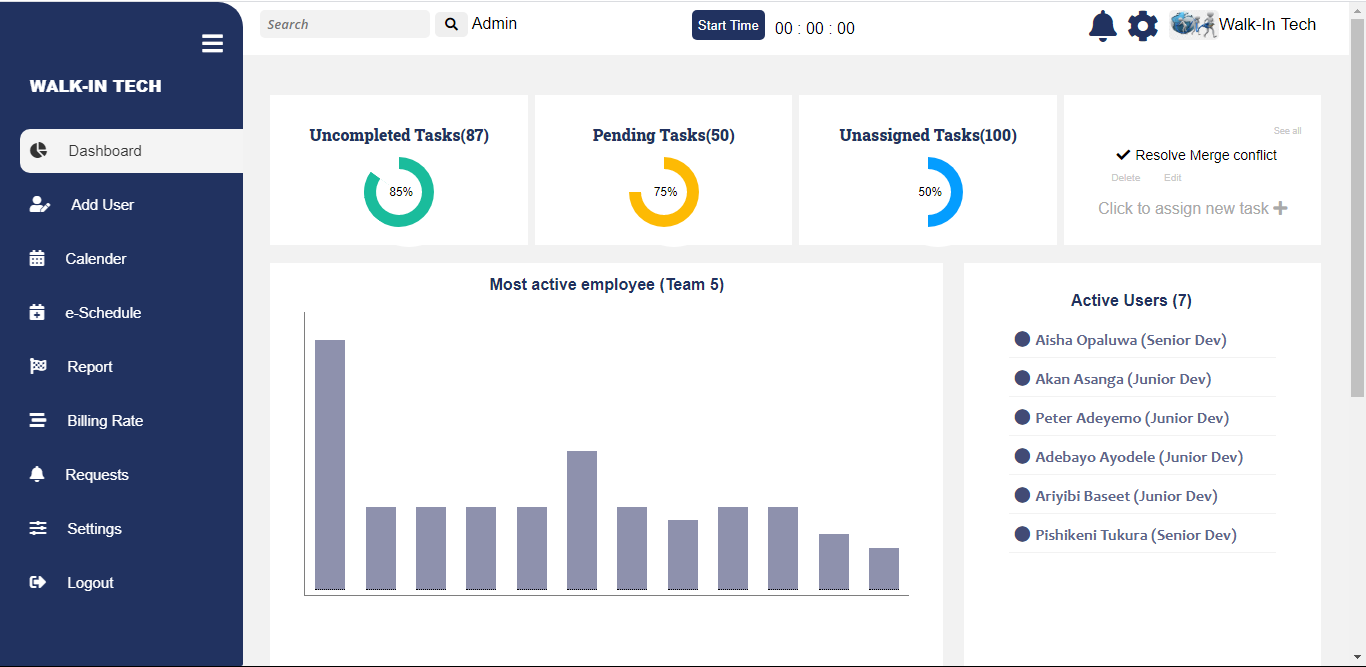 Search
Admin
Start Time
00 : 00 : 00
Walk-In Tech
WALK-IN TECH
Dashboard
Add User
Calender
e-Schedule
Report
Billing Rate
Requests
Settings
Logout
Uncompleted Tasks(87)
85%
Pending Tasks(50)
75%
Unassigned Tasks(100)
50%
See all
Resolve Merge conflict
Delete Edit
Click to assign new task
Most active employee (Team 5)
Active Users (7)
Aisha Opaluwa (Senior Dev)
Akan Asanga (Junior Dev)
Peter Adeyemo (Junior Dev)
Adebayo Ayodele (Junior Dev)
Ariyibi Baseet (Junior Dev)
Pishikeni Tukura (Senior Dev)